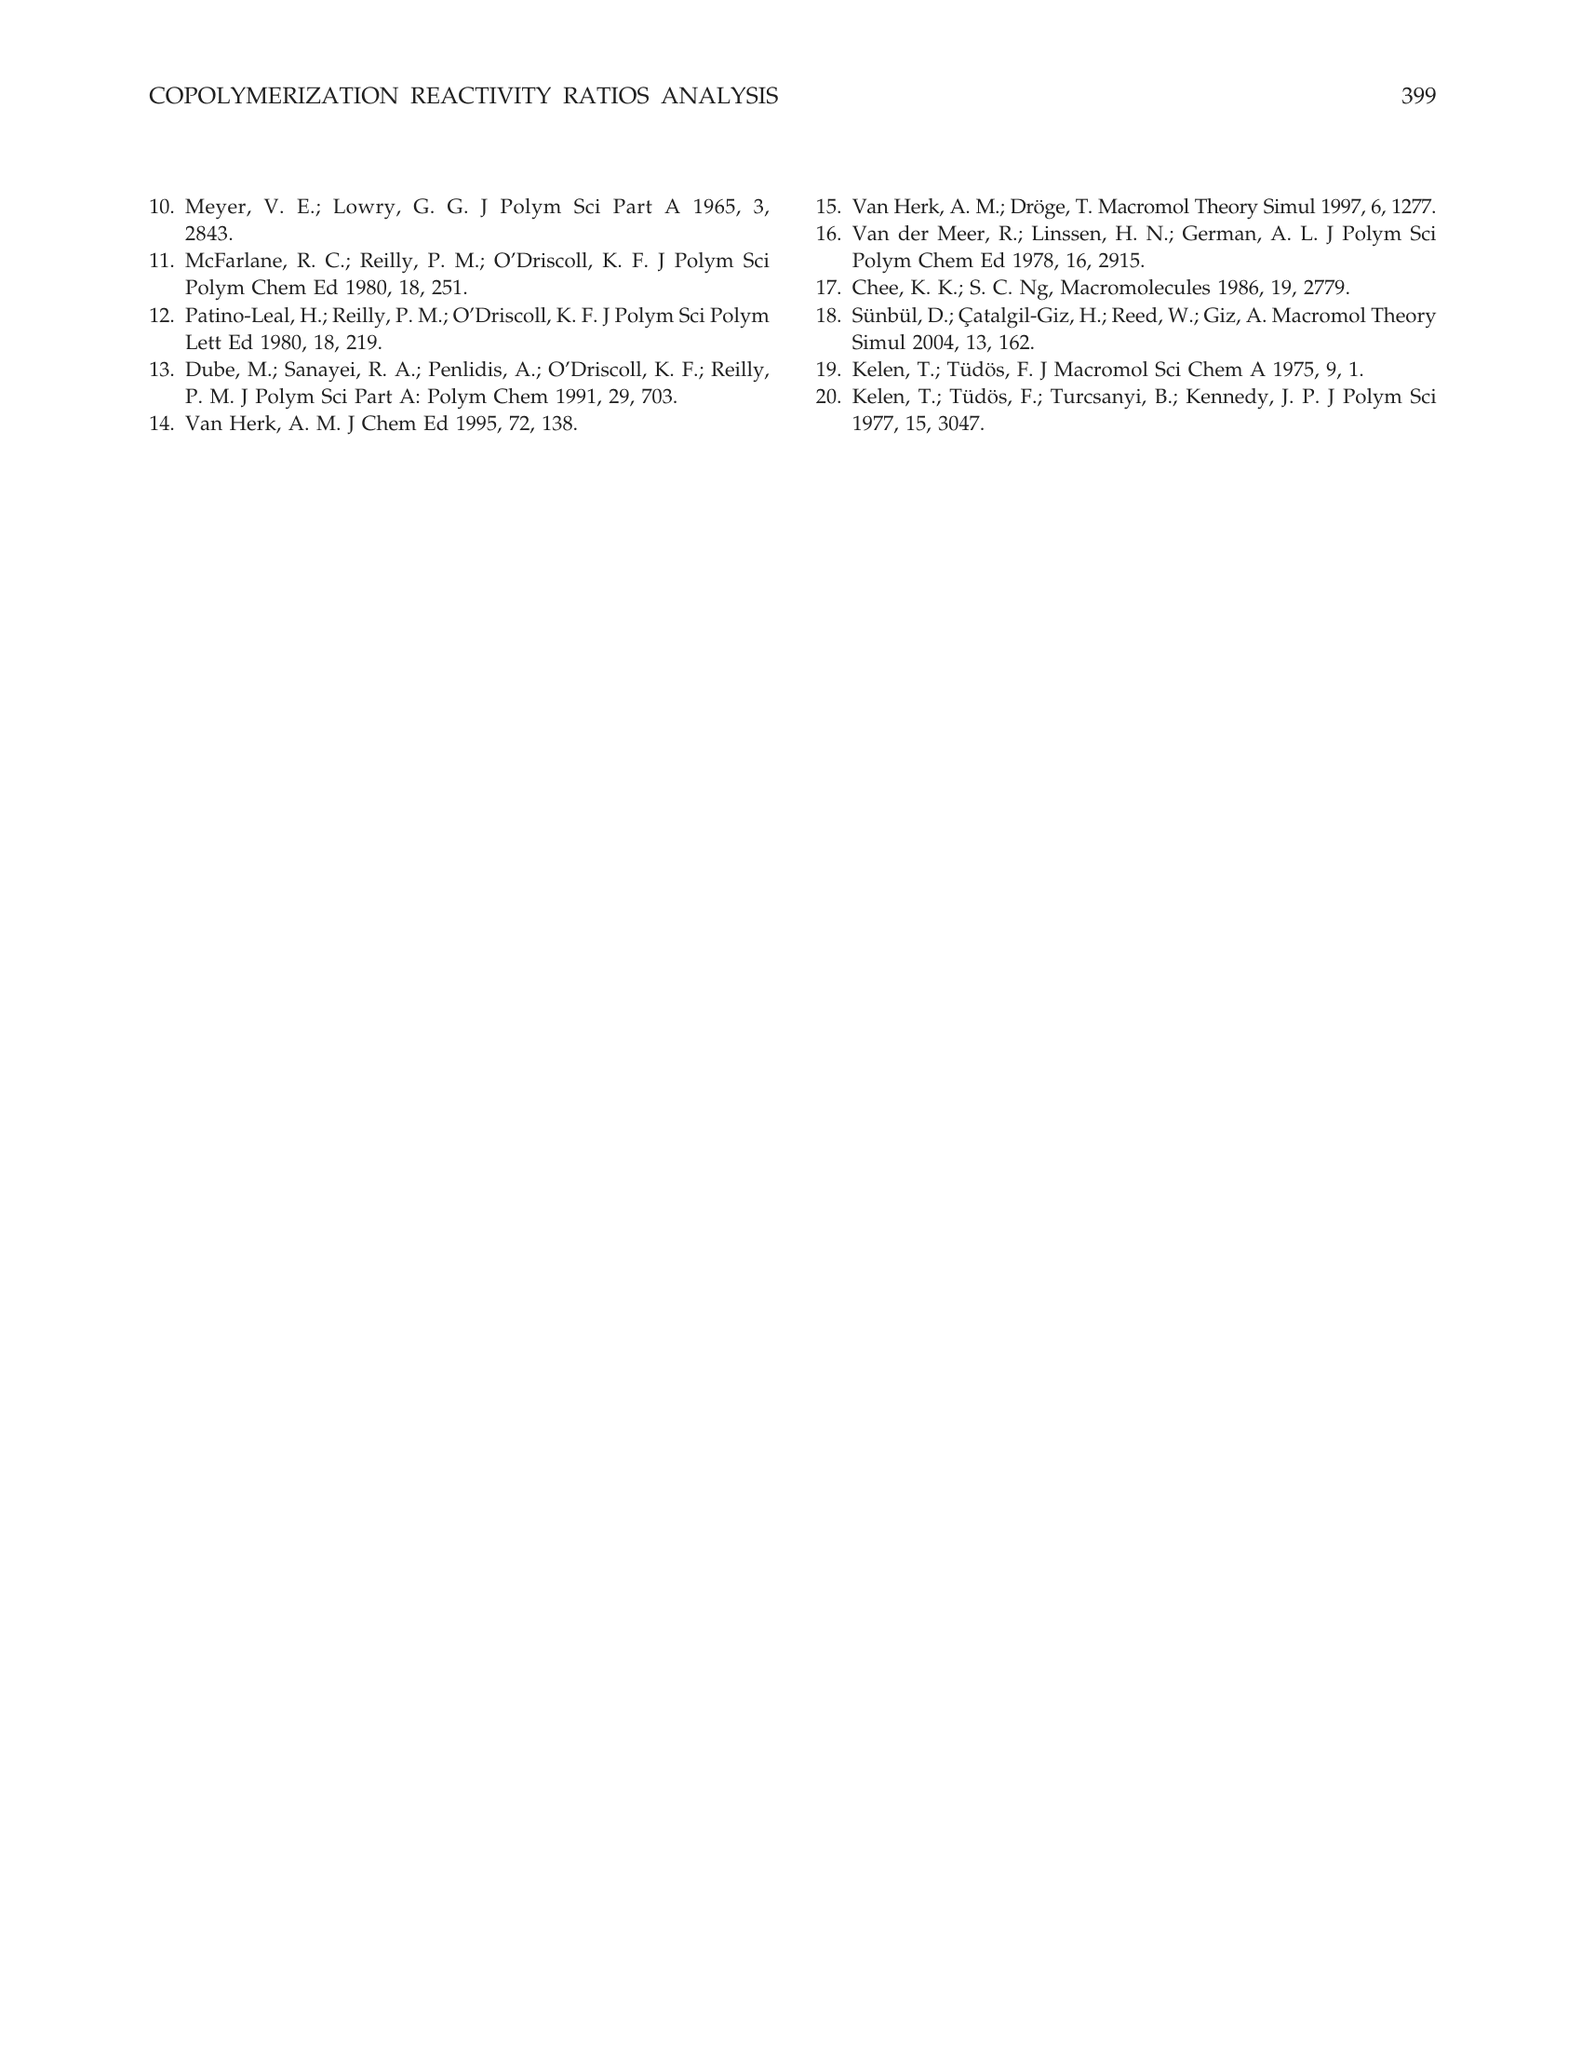 COPOLYMERIZATION REACTIVITY RATIOS ANALYSIS 399
10. Meyer, V. E.; Lowry, G. G. J Polym Sci Part A 1965, 3,
2843.
11. McFarlane, R. C.; Reilly, P. M.; O’Driscoll, K. F. J Polym Sci
Polym Chem Ed 1980, 18, 251.
12. Patino-Leal, H.; Reilly, P. M.; O’Driscoll, K. F. J Polym Sci Polym
Lett Ed 1980, 18, 219.
13. Dube, M.; Sanayei, R. A.; Penlidis, A.; O’Driscoll, K. F.; Reilly,
P. M. J Polym Sci Part A: Polym Chem 1991, 29, 703.
14. Van Herk, A. M. J Chem Ed 1995, 72, 138.
15. Van Herk, A. M.; Dröge, T. Macromol Theory Simul 1997, 6, 1277.
16. Van der Meer, R.; Linssen, H. N.; German, A. L. J Polym Sci
Polym Chem Ed 1978, 16, 2915.
17. Chee, K. K.; S. C. Ng, Macromolecules 1986, 19, 2779.
18. Sünbül, D.; Çatalgil-Giz, H.; Reed, W.; Giz, A. Macromol Theory
Simul 2004, 13, 162.
19. Kelen, T.; Tüdös, F. J Macromol Sci Chem A 1975, 9, 1.
20. Kelen, T.; Tüdös, F.; Turcsanyi, B.; Kennedy, J. P. J Polym Sci
1977, 15, 3047.